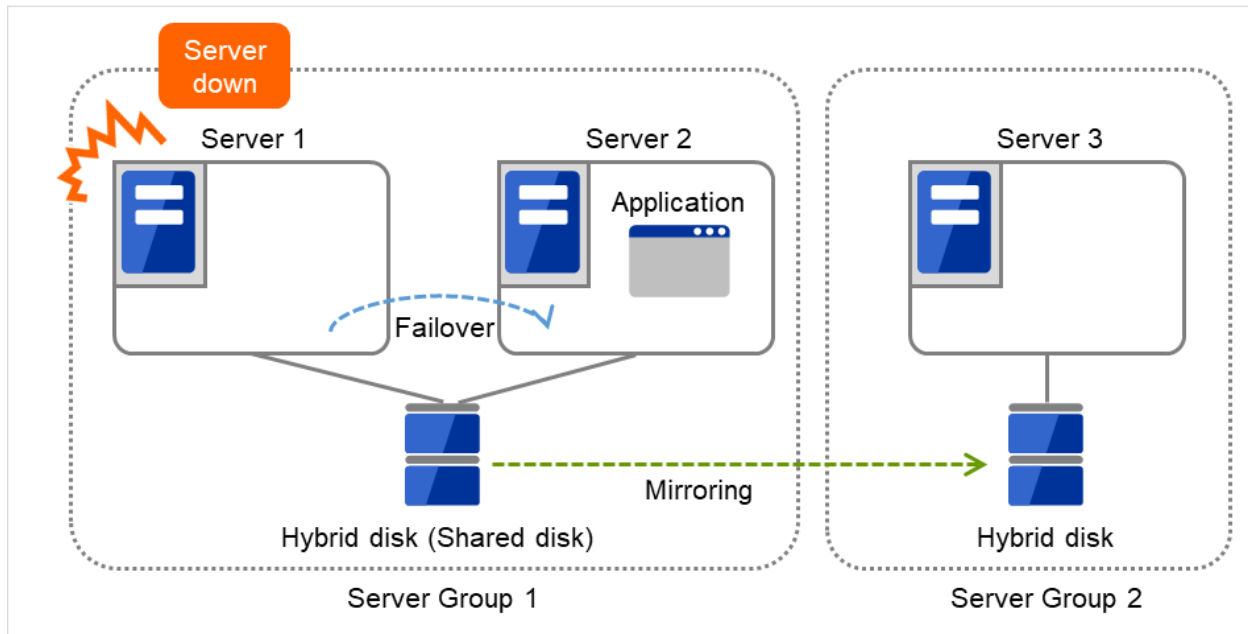 Server
down
Server 1
Server 2
Server 3
Application
Failover
Mirroring
Hybrid disk (Shared disk)
Hybrid disk
Server Group 1
Server Group 2